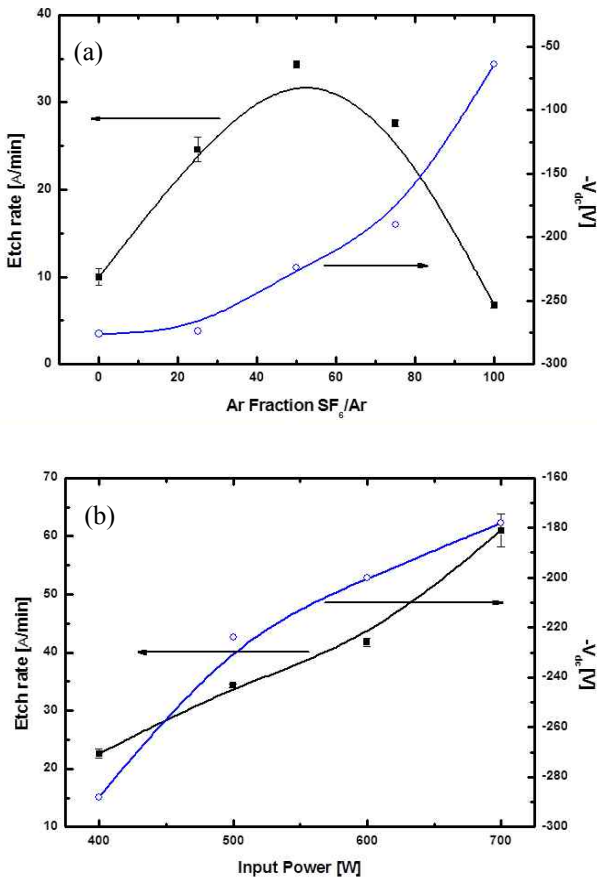 (a)
40
30
20
10
0
Etch rate [A/min]
-50
-100
-150
-200
-250
-300
-Vdc [V]
0 20 40 60 80 100
Ar Fraction SF6/Ar
(b)
70
60
50
40
30
20
10
Etch rate [A/min]
-160
-180
-200
-220
-240
-260
-280
-300
-Vdc [V]
400 500 600 700
Input Power [W]